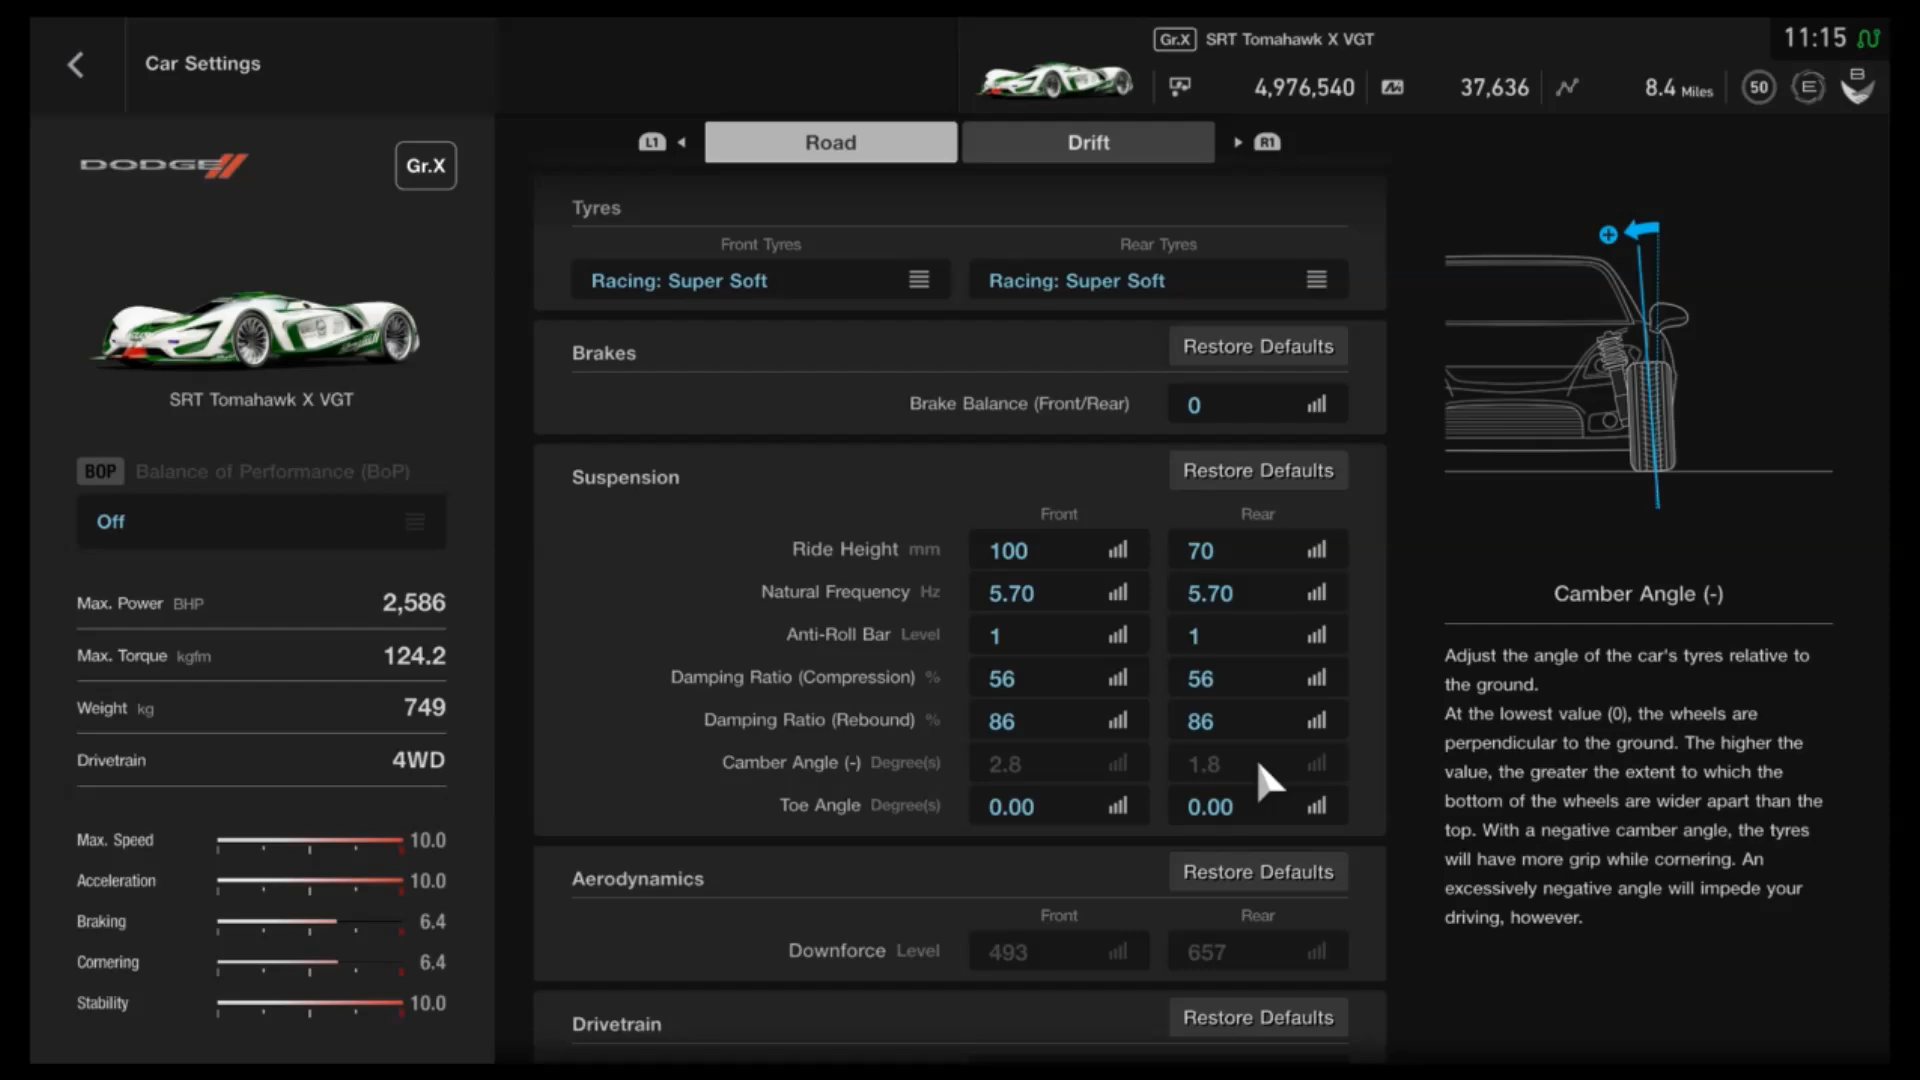 Car Settings
Gr.X SRT Tomahawk X VGT
11:15
4,976,540
37,636
8.4 Miles
50
E
B
DODGE
Gr.X
SRT Tomahawk X VGT
BOP Balance of Performance (BoP)
Off
Max. Power BHP 2,586
Max. Torque kgfm 124.2
Weight kg 749
Drivetrain 4WD
Max. Speed 10.0
Acceleration 10.0
Braking 6.4
Cornering 6.4
Stability 10.0
L1 Road Drift R1
Tyres
Front Tyres Rear Tyres
Racing: Super Soft Racing: Super Soft
Brakes Restore Defaults
Brake Balance (Front/Rear) 0
Suspension Restore Defaults
Front Rear
Ride Height mm 100 70
Natural Frequency Hz 5.70 5.70
Anti-Roll Bar Level 1 1
Damping Ratio (Compression) % 56 56
Damping Ratio (Rebound) % 86 86
Camber Angle (-) Degree(s) 2.8 1.8
Toe Angle Degree(s) 0.00 0.00
Aerodynamics Restore Defaults
Front Rear
Downforce Level 493 657
Drivetrain Restore Defaults
Camber Angle (-)
Adjust the angle of the car's tyres relative to
the ground.
At the lowest value (0), the wheels are
perpendicular to the ground. The higher the
value, the greater the extent to which the
bottom of the wheels are wider apart than the
top. With a negative camber angle, the tyres
will have more grip while cornering. An
excessively negative angle will impede your
driving, however.